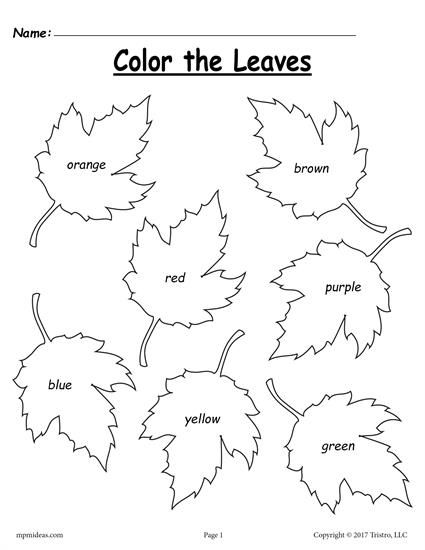 Name:
Color the Leaves
orange
brown
red
purple
blue
yellow
green
mpmideas.com Page 1 Copyright © 2017 Tristro, LLC